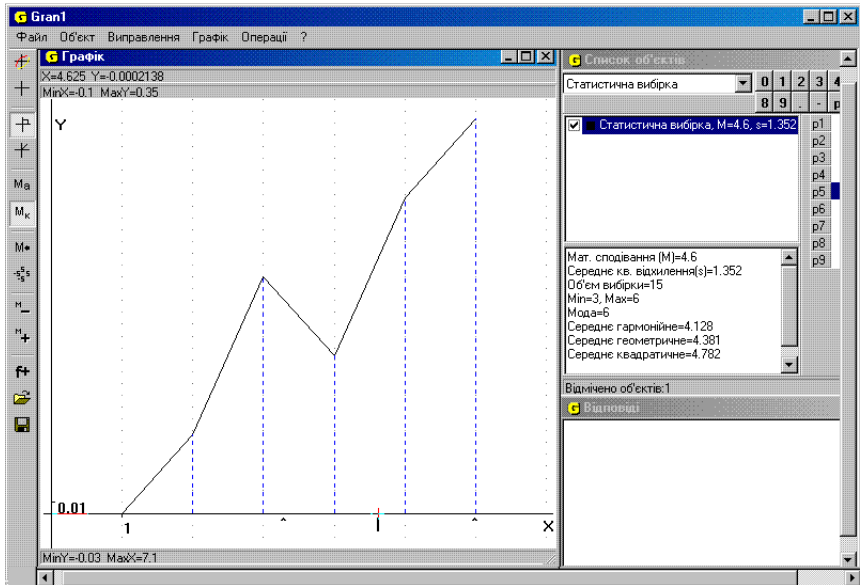 Gran1
Файл Об'єкт Виправлення Графік Операції ?
Графік
X=4.625 Y=-0.0002138
MinX=-0.1 MaxY=0.35
Y
0.01
1
X
MinY=-0.03 MaxX=7.1
Ma
Mк
M
-s s s
M
M
f+
Список об'єктів
Статистична вибірка
0 1 2 3 4
8 9 . - p
Статистична вибірка, M=4.6, s=1.352
p1
p2
p3
p4
p5
p6
p7
p8
p9
Мат. сподівання (M)=4.6
Середнє кв. відхилення(s)=1.352
Об'єм вибірки=15
Min=3, Max=6
Мода=6
Середнє гармонійне=4.128
Середнє геометричне=4.381
Середнє квадратичне=4.782
Відмічено об'єктів:1
Відповіді